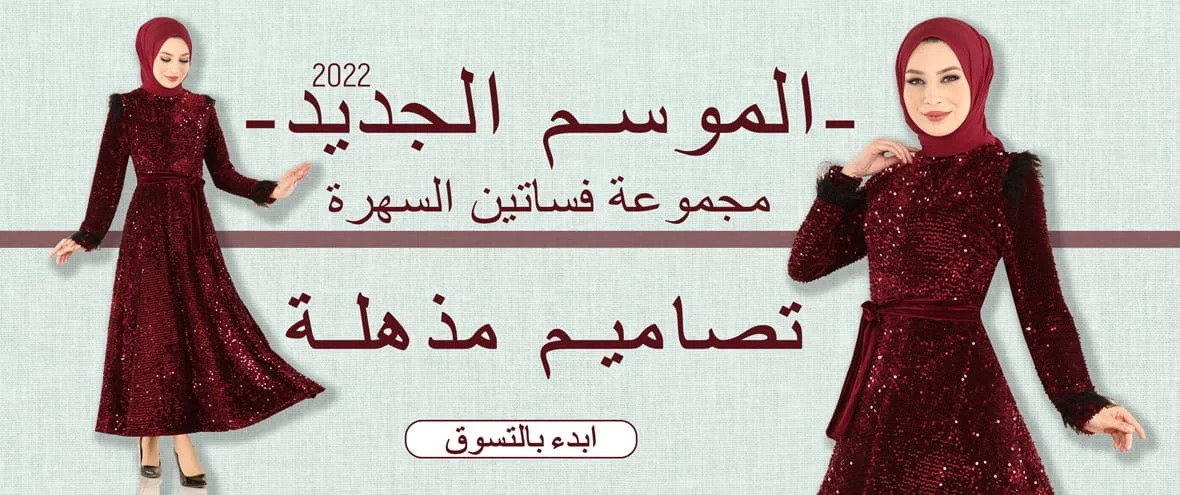 2022
-الموسم الجديد-
مجموعة فساتين السهرة
تصاميم مذهلة
ابدء بالتسوق